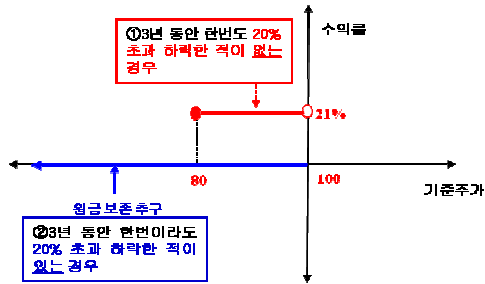 ①3년 동안 한번도 20%
초과 하락한 적이 없는
경우
수익률
21%
80
100
기준주가
원금보존추구
②3년 동안 한번이라도
20% 초과 하락한 적이
있는 경우